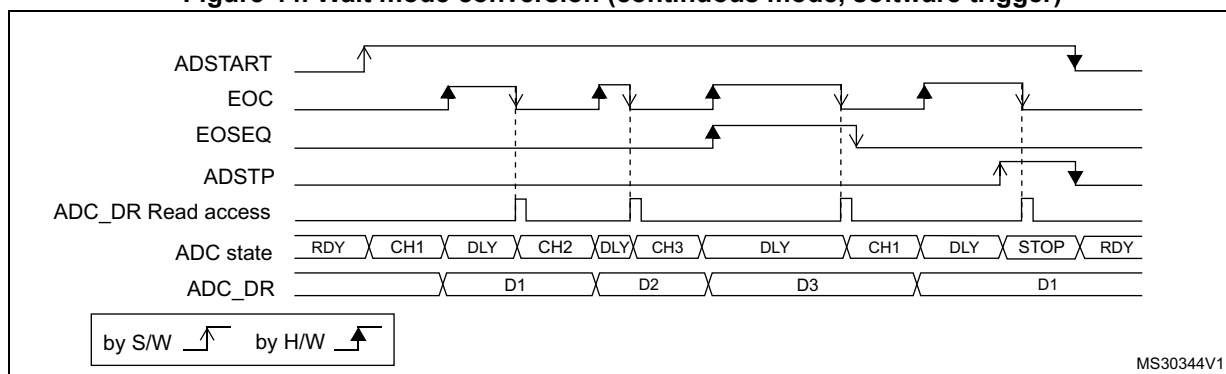 Figure 44. Wait mode conversion (continuous mode, software trigger)
ADSTART
EOC
EOSEQ
ADSTP
ADC_DR Read access
ADC state RDY CH1 DLY CH2 DLY CH3 DLY CH1 DLY STOP RDY
ADC_DR D1 D2 D3 D1
by S/W by H/W
MS30344V1